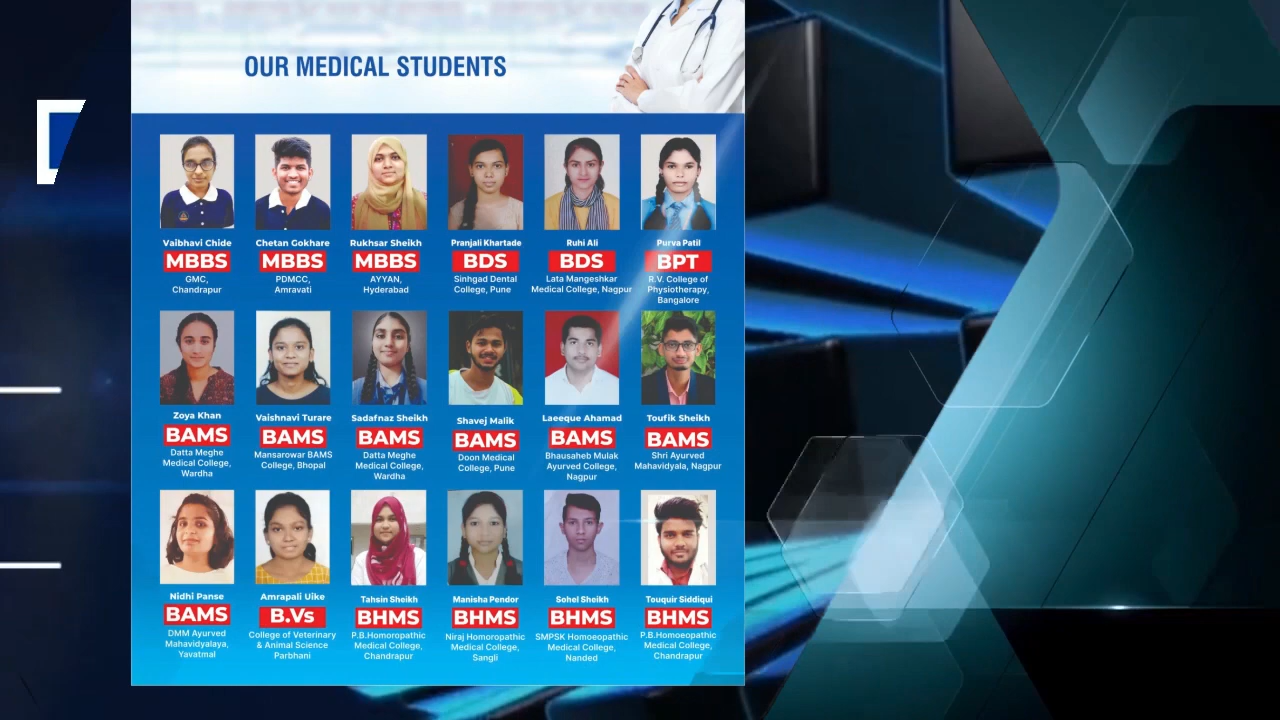 OUR MEDICAL STUDENTS
Vaibhavi Chide
MBBS
GMC,
Chandrapur
Chetan Gokhare
MBBS
PDMCC,
Amravati
Rukhsar Sheikh
MBBS
AYYAN,
Hyderabad
Pranjali Khartade
BDS
Sinhgad Dental
College, Pune
Ruhi Ali
BDS
Lata Mangeshkar
Medical College, Nagpur
Purva Patil
BPT
R.V. College of
Physiotherapy,
Bangalore
Zoya Khan
BAMS
Datta Meghe
Medical College,
Wardha
Vaishnavi Turare
BAMS
Mansarowar BAMS
College, Bhopal
Sadafnaz Sheikh
BAMS
Datta Meghe
Medical College,
Wardha
Shavej Malik
BAMS
Doon Medical
College, Pune
Laeeque Ahamad
BAMS
Bhausaheb Mulak
Ayurved College,
Nagpur
Toufik Sheikh
BAMS
Shri Ayurved
Mahavidyala, Nagpur
Nidhi Panse
BAMS
DMM Ayurved
Mahavidyalaya,
Yavatmal
Amrapali Uike
B.Vs
College of Veterinary
& Animal Science
Parbhani
Tahsin Sheikh
BHMS
P.B.Homoropathic
Medical College,
Chandrapur
Manisha Pendor
BHMS
Niraj Homoropathic
Medical College,
Sangli
Sohel Sheikh
BHMS
SMPSK Homoeopathic
Medical College,
Nanded
Touquir Siddiqui
BHMS
P.B.Homoeopathic
Medical College,
Chandrapur